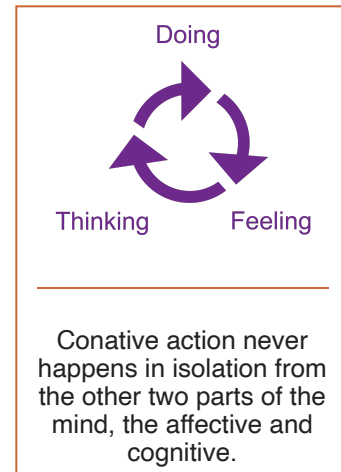 Doing
Thinking
Feeling
Conative action never
happens in isolation from
the other two parts of the
mind, the affective and
cognitive.